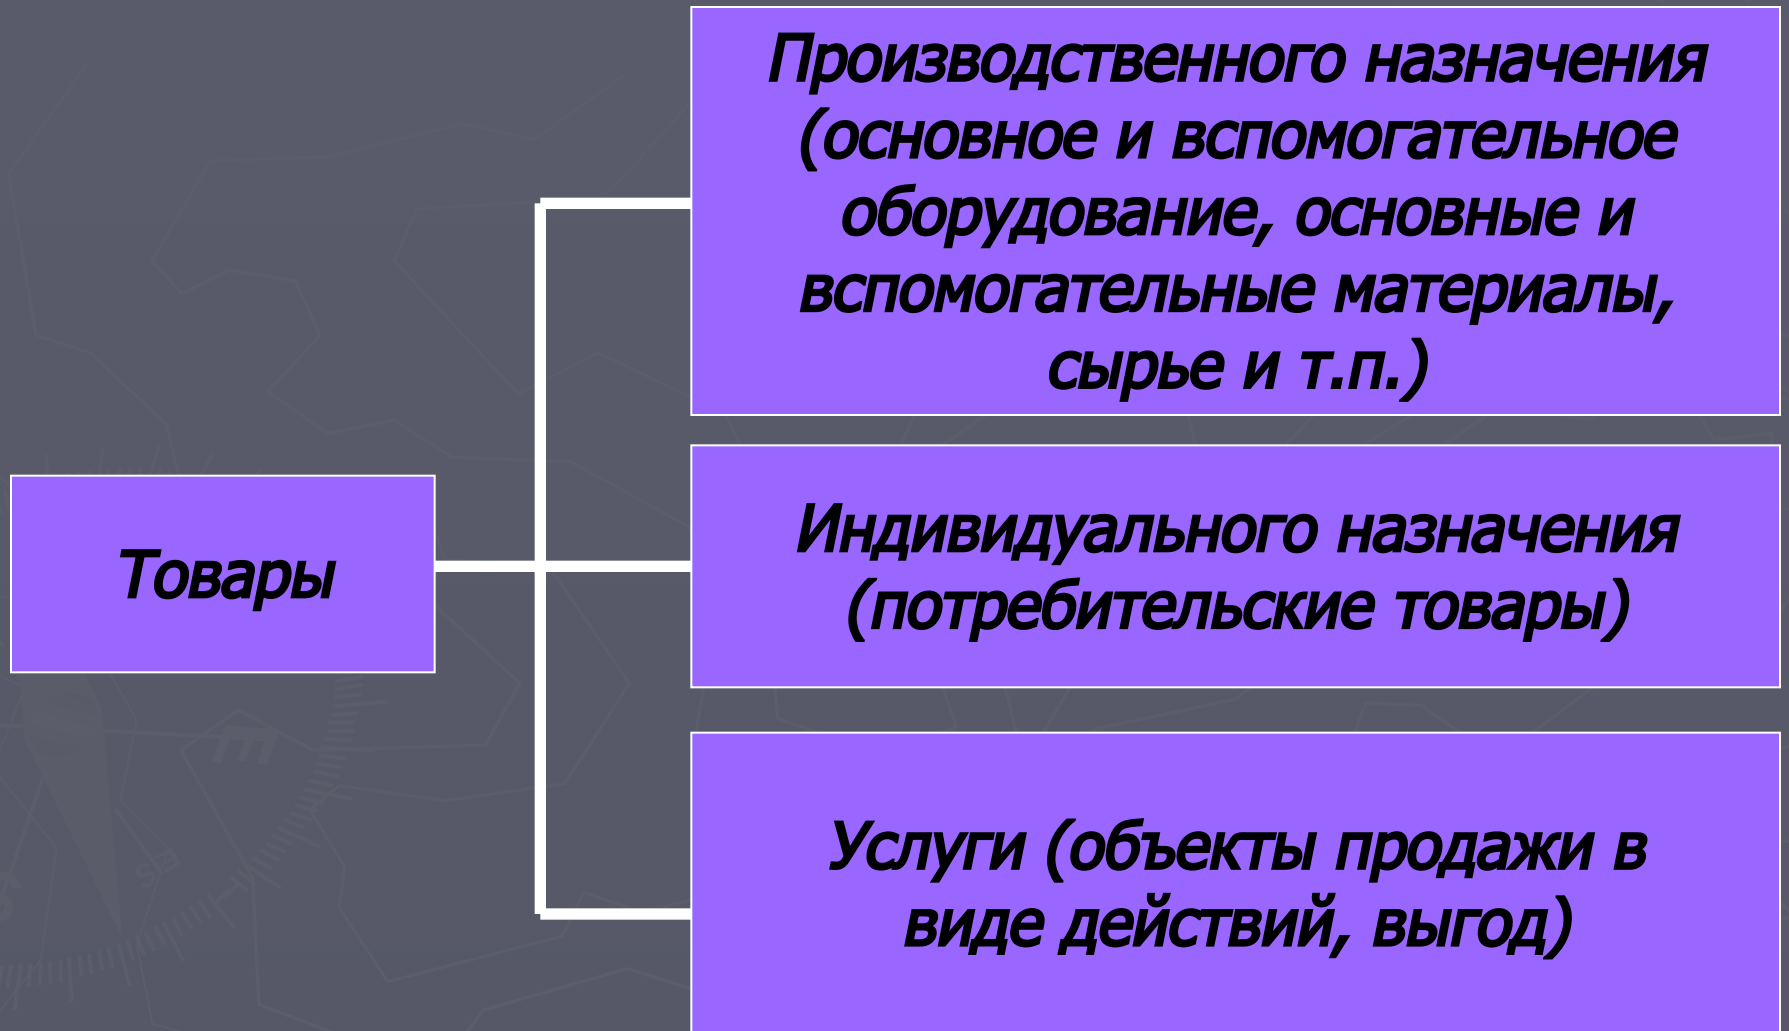 Производственного назначения
(основное и вспомогательное
оборудование, основные и
вспомогательные материалы,
сырье и т.п.)
Товары
Индивидуального назначения
(потребительские товары)
Услуги (объекты продажи в
виде действий, выгод)